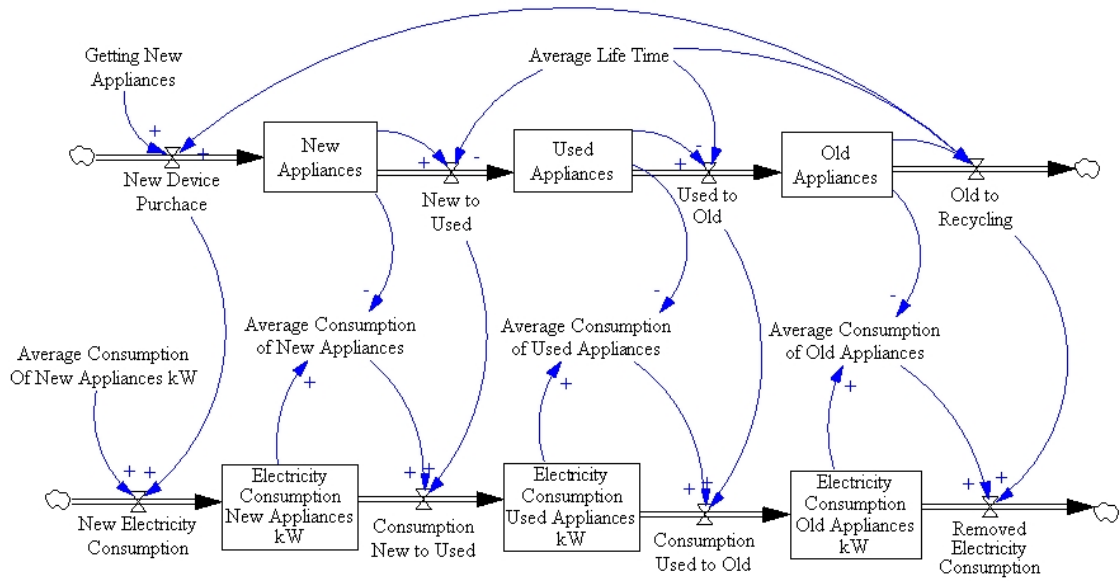 Getting New
Appliances
Average Life Time
+
+
New
Appliances
+
-
Used
Appliances
+
-
Old
Appliances
New Device
Purchace
New to
Used
Used to
Old
Old to
Recycling
-
-
-
Average Consumption
of New Appliances
Average Consumption
of Used Appliances
Average Consumption
of Old Appliances
Average Consumption
Of New Appliances kW
+
+
+
+
+
Electricity
Consumption
New Appliances
kW
+
+
Electricity
Consumption
Used Appliances
kW
+
+
Electricity
Consumption
Old Appliances
kW
+
+
New Electricity
Consumption
Consumption
New to Used
Consumption
Used to Old
Removed
Electricity
Consumption